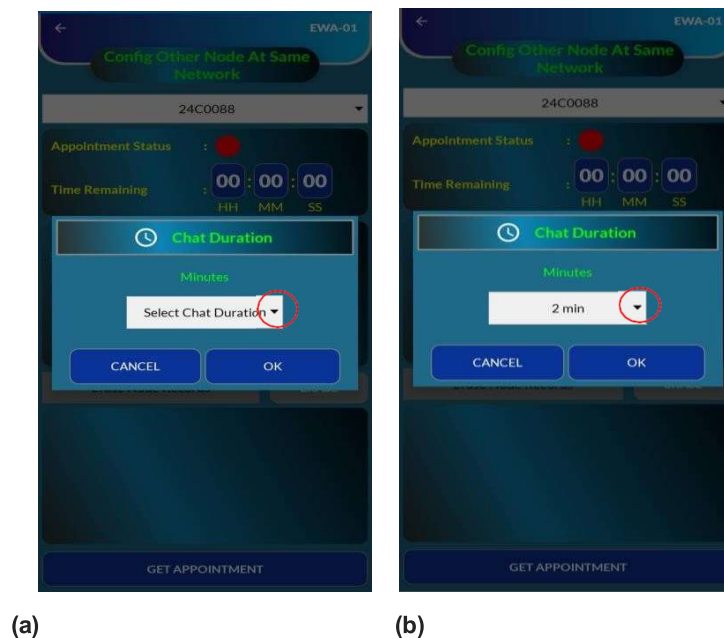 EWA-01
Config Other Node At Same
Network
24C0088
Appointment Status :
Time Remaining : 00 : 00 : 00
HH MM SS
Chat Duration
Minutes
Select Chat Duration
CANCEL OK
GET APPOINTMENT
(a)
EWA-01
Config Other Node At Same
Network
24C0088
Appointment Status :
Time Remaining : 00 : 00 : 00
HH MM SS
Chat Duration
Minutes
2 min
CANCEL OK
GET APPOINTMENT
(b)